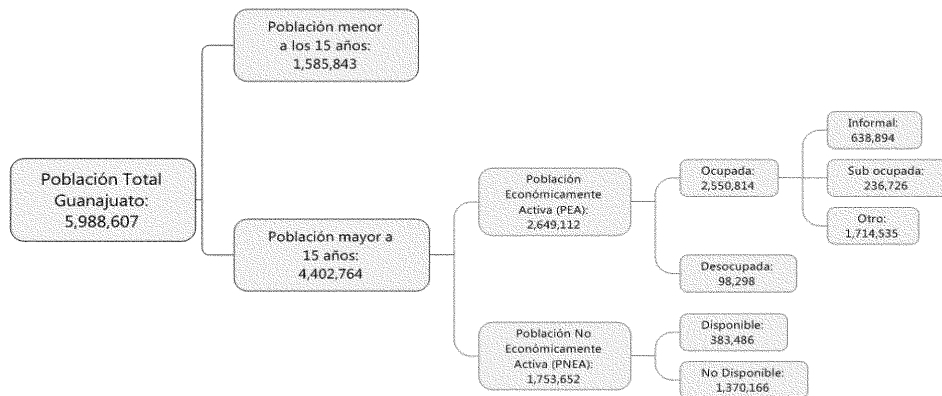 Población Total
Guanajuato:
5,988,607
Población menor
a los 15 años:
1,585,843
Población mayor a
15 años:
4,402,764
Población
Económicamente
Activa (PEA):
2,649,112
Población No
Económicamente
Activa (PNEA):
1,753,652
Ocupada:
2,550,814
Desocupada:
98,298
Disponible:
383,486
No Disponible:
1,370,166
Informal:
638,894
Sub ocupada:
236,726
Otro:
1,714,535